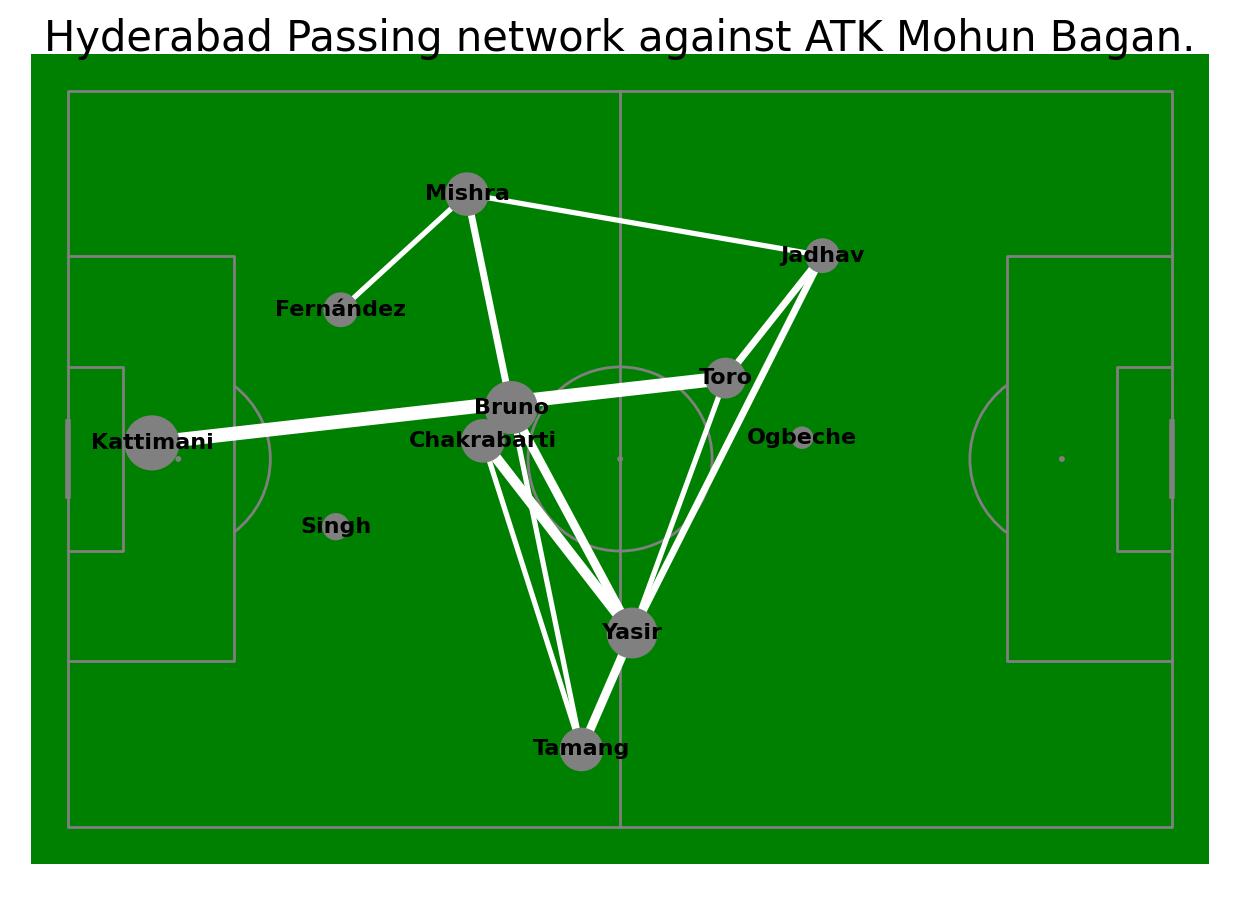 Hyderabad Passing network against ATK Mohun Bagan.
Mishra
Jadhav
Fernández
Toro
Bruno
Ogbeche
Chakrabarti
Kattimani
Singh
Yasir
Tamang